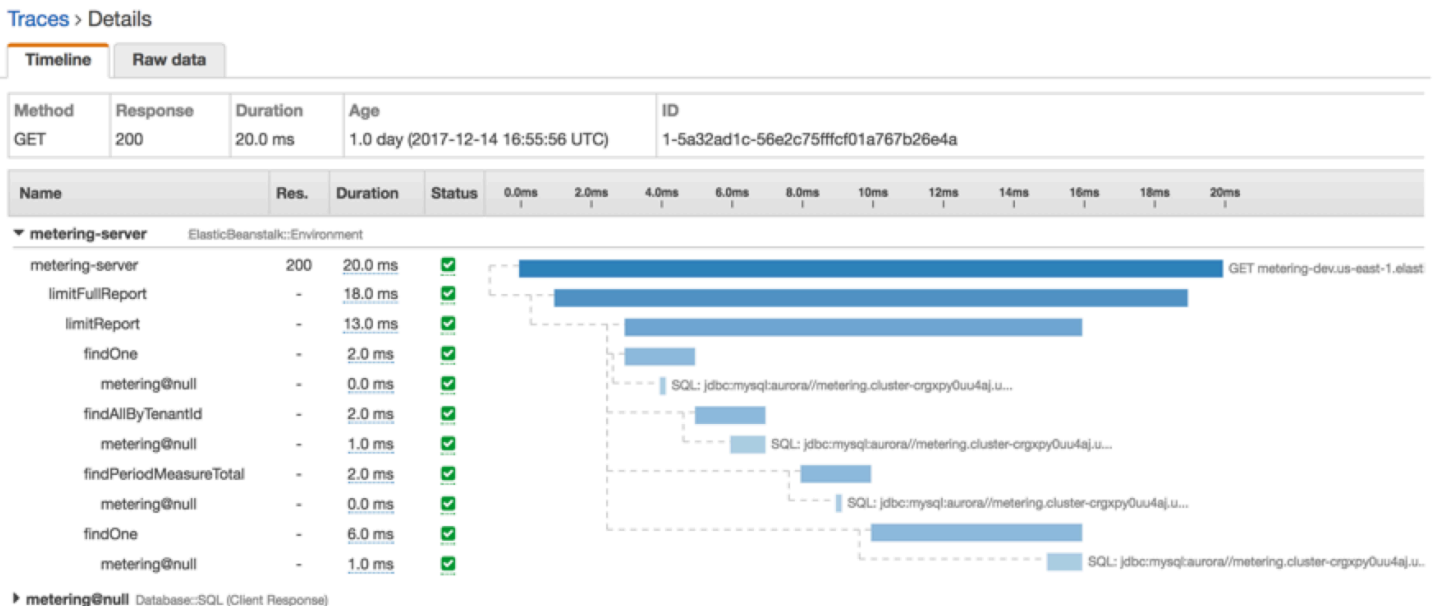 Traces > Details
Timeline Raw data
Method Response Duration Age ID
GET 200 20.0 ms 1.0 day (2017-12-14 16:55:56 UTC) 1-5a32ad1c-56e2c75fffcf01a767b26e4a
Name Res. Duration Status 0.0ms 2.0ms 4.0ms 6.0ms 8.0ms 10ms 12ms 14ms 16ms 18ms 20ms
metering-server ElasticBeanstalk::Environment
metering-server 200 20.0 ms GET metering-dev.us-east-1.elast
limitFullReport - 18.0 ms
limitReport - 13.0 ms
findOne - 2.0 ms
metering@null - 0.0 ms SQL: jdbc:mysql:aurora//metering.cluster-crgxpy0uu4aj.u...
findAllByTenantId - 2.0 ms
metering@null - 1.0 ms SQL: jdbc:mysql:aurora//metering.cluster-crgxpy0uu4aj.u...
findPeriodMeasureTotal - 2.0 ms
metering@null - 0.0 ms SQL: jdbc:mysql:aurora//metering.cluster-crgxpy0uu4aj.u...
findOne - 6.0 ms
metering@null - 1.0 ms SQL: jdbc:mysql:aurora//metering.cluster-crgxpy0uu4aj.u..
metering@null Database::SQL (Client Response)